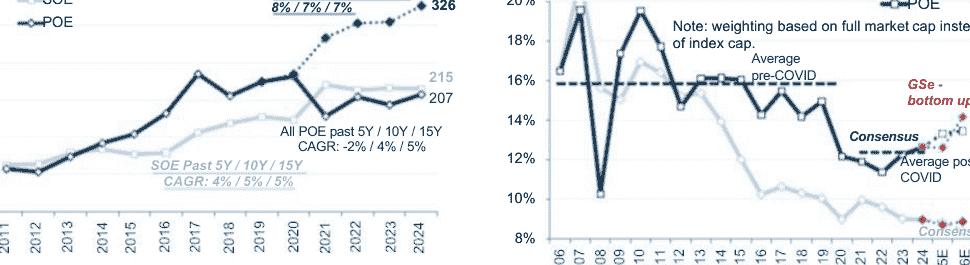 SOE
POE
8% / 7% / 7%
326
215
207
All POE past 5Y / 10Y / 15Y
CAGR: -2% / 4% / 5%
SOE Past 5Y / 10Y / 15Y
CAGR: 4% / 5% / 5%
2011 2012 2013 2014 2015 2016 2017 2018 2019 2020 2021 2022 2023 2024
20%
18%
16%
14%
12%
10%
8%
POE
Note: weighting based on full market cap inste
of index cap.
Average
pre-COVID
GSe -
bottom up
Consensus
Average pos
COVID
Consens
06 07 08 09 10 11 12 13 14 15 16 17 18 19 20 21 22 23 24 5E 6E